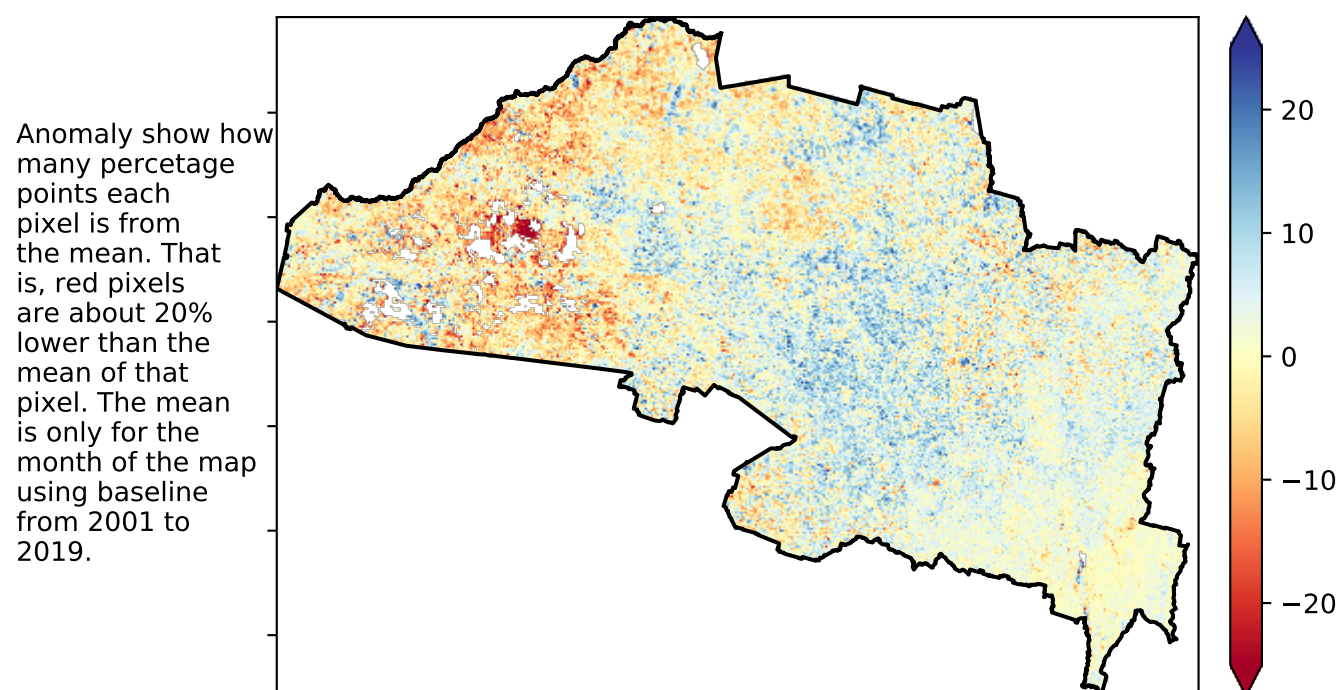 Anomaly show how
many percetage
points each
pixel is from
the mean. That
is, red pixels
are about 20%
lower than the
mean of that
pixel. The mean
is only for the
month of the map
using baseline
from 2001 to
2019.
20
10
0
−10
−20